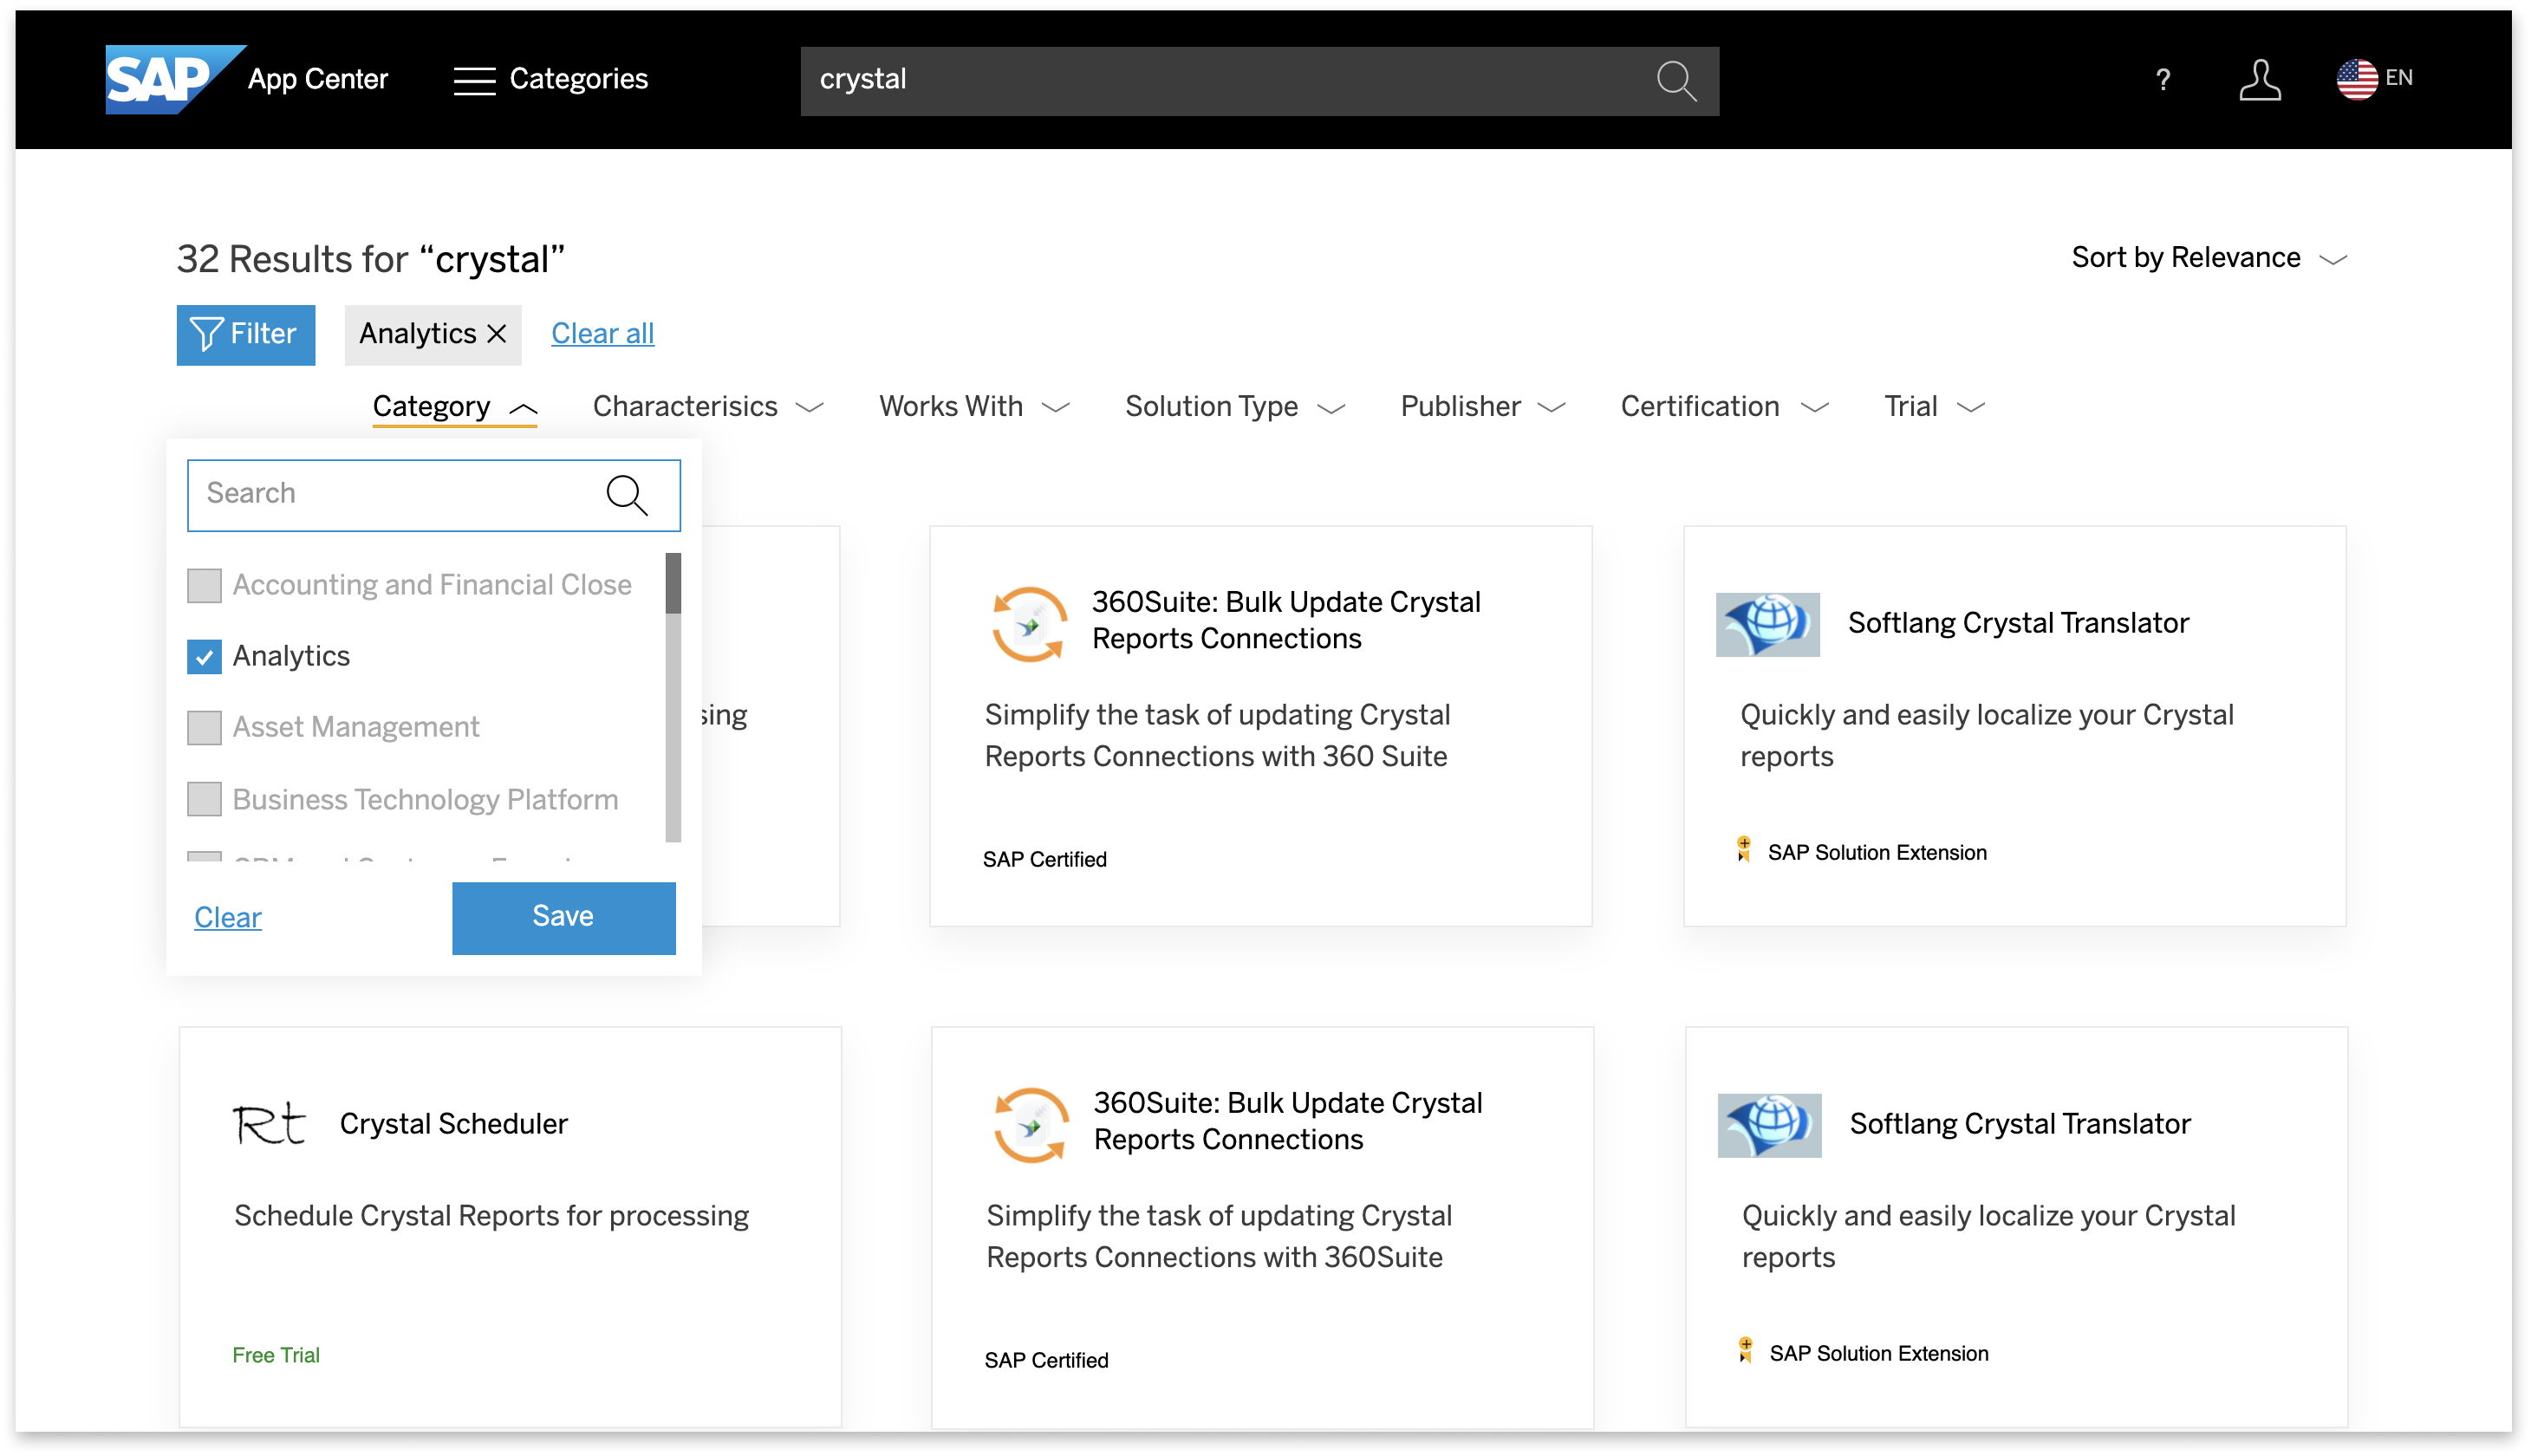 SAP App Center Categories crystal ? EN
32 Results for “crystal” Sort by Relevance
Filter Analytics Clear all
Category Characterisics Works With Solution Type Publisher Certification Trial
Search
Accounting and Financial Close
Analytics
Asset Management
Business Technology Platform
Clear Save
sing
360Suite: Bulk Update Crystal
Reports Connections
Simplify the task of updating Crystal
Reports Connections with 360 Suite
SAP Certified
Softlang Crystal Translator
Quickly and easily localize your Crystal
reports
SAP Solution Extension
Rt Crystal Scheduler
Schedule Crystal Reports for processing
Free Trial
360Suite: Bulk Update Crystal
Reports Connections
Simplify the task of updating Crystal
Reports Connections with 360Suite
SAP Certified
Softlang Crystal Translator
Quickly and easily localize your Crystal
reports
SAP Solution Extension